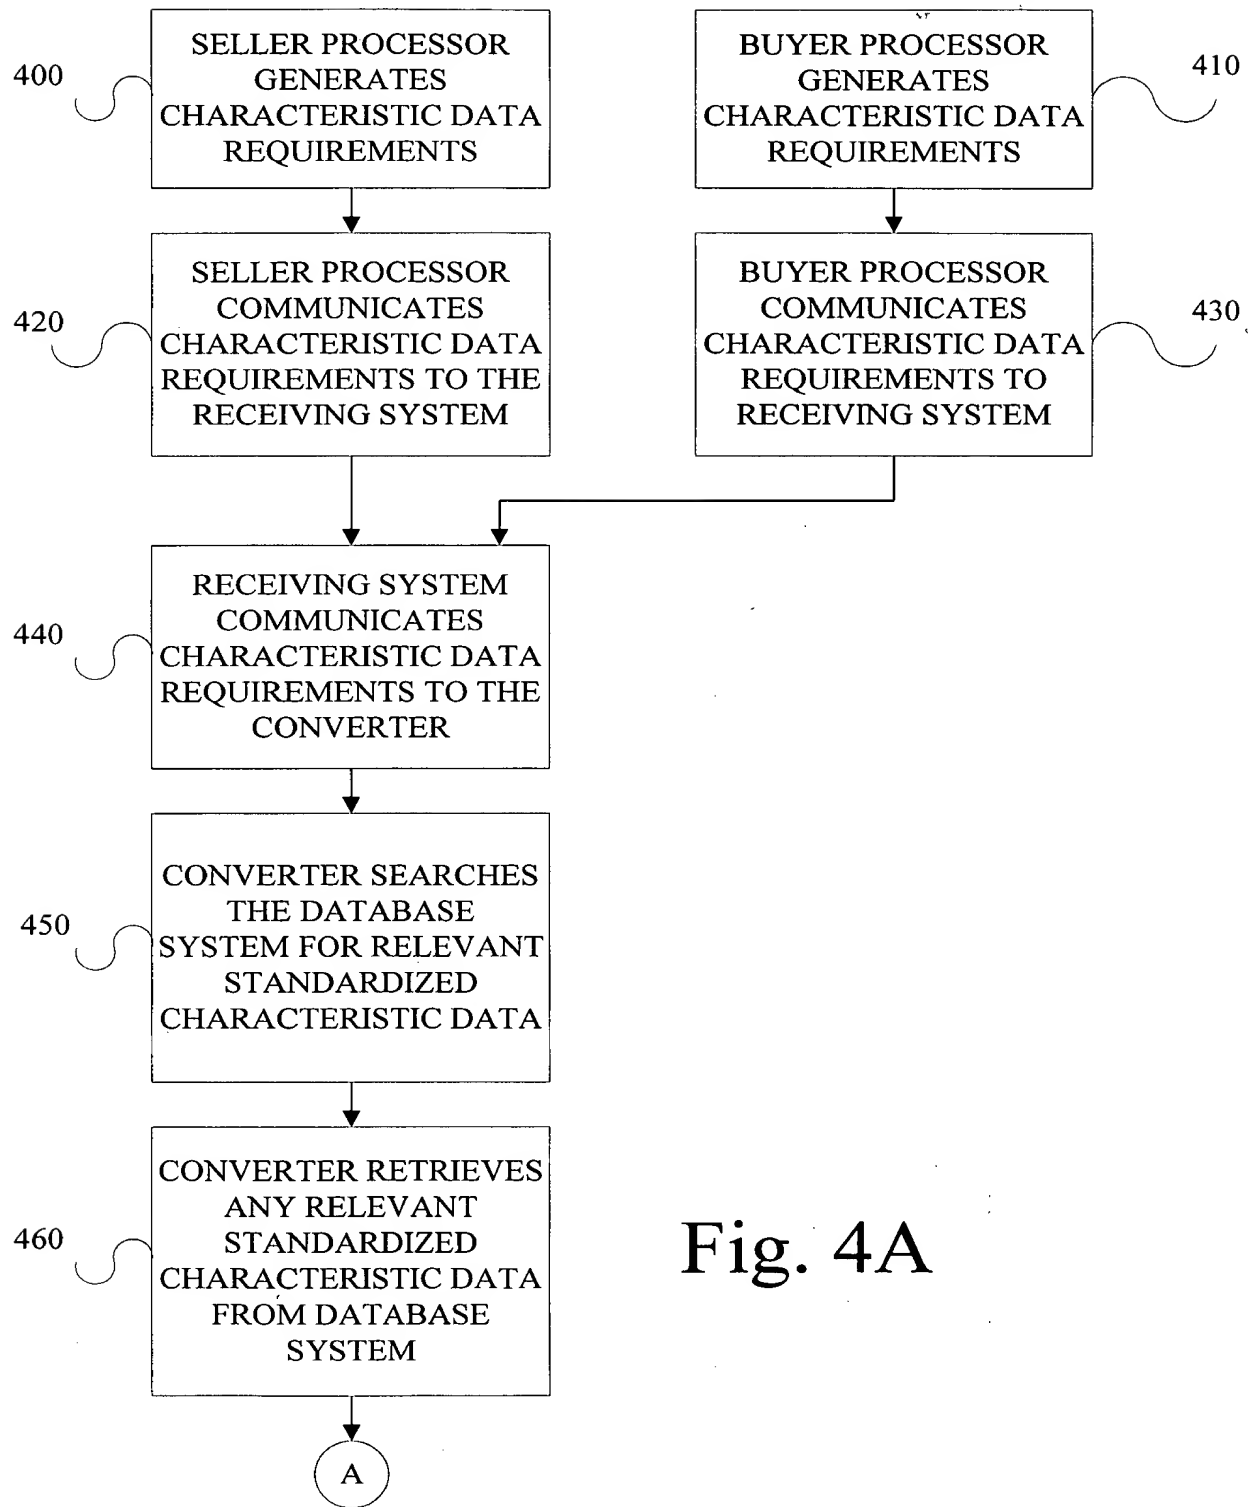 400
SELLER PROCESSOR
GENERATES
CHARACTERISTIC DATA
REQUIREMENTS
BUYER PROCESSOR
GENERATES
CHARACTERISTIC DATA
REQUIREMENTS
410
420
SELLER PROCESSOR
COMMUNICATES
CHARACTERISTIC DATA
REQUIREMENTS TO THE
RECEIVING SYSTEM
BUYER PROCESSOR
COMMUNICATES
CHARACTERISTIC DATA
REQUIREMENTS TO
RECEIVING SYSTEM
430
440
RECEIVING SYSTEM
COMMUNICATES
CHARACTERISTIC DATA
REQUIREMENTS TO THE
CONVERTER
450
CONVERTER SEARCHES
THE DATABASE
SYSTEM FOR RELEVANT
STANDARDIZED
CHARACTERISTIC DATA
460
CONVERTER RETRIEVES
ANY RELEVANT
STANDARDIZED
CHARACTERISTIC DATA
FROM DATABASE
SYSTEM
Fig. 4A
A